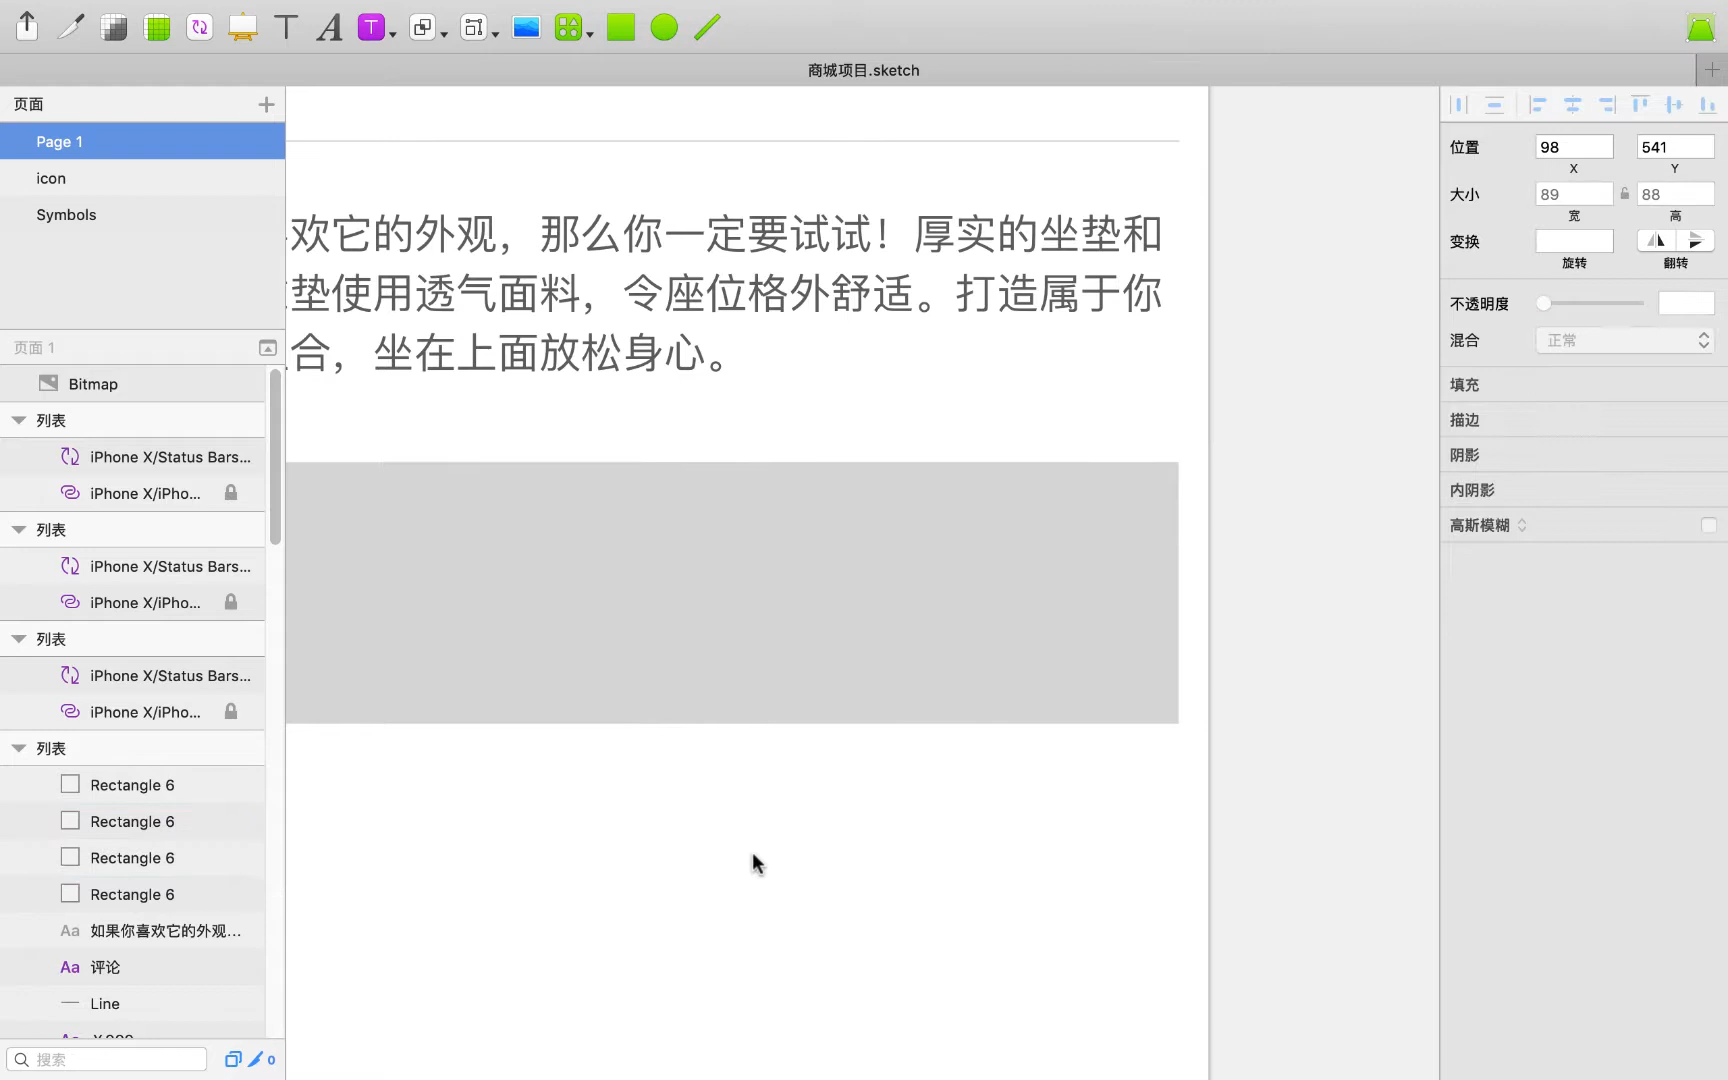 商城项目.sketch
页面
Page 1
icon
Symbols
页面 1
Bitmap
列表
iPhone X/Status Bars...
iPhone X/iPho...
列表
iPhone X/Status Bars...
iPhone X/iPho...
列表
iPhone X/Status Bars...
iPhone X/iPho...
列表
Rectangle 6
Rectangle 6
Rectangle 6
Rectangle 6
Aa 如果你喜欢它的外观...
Aa 评论
Line
搜索
0
欢它的外观，那么你一定要试试！厚实的坐垫和
垫使用透气面料，令座位格外舒适。打造属于你
合，坐在上面放松身心。
位置 98 541
X Y
大小 89 88
宽 高
变换
旋转 翻转
不透明度
混合 正常
填充
描边
阴影
内阴影
高斯模糊